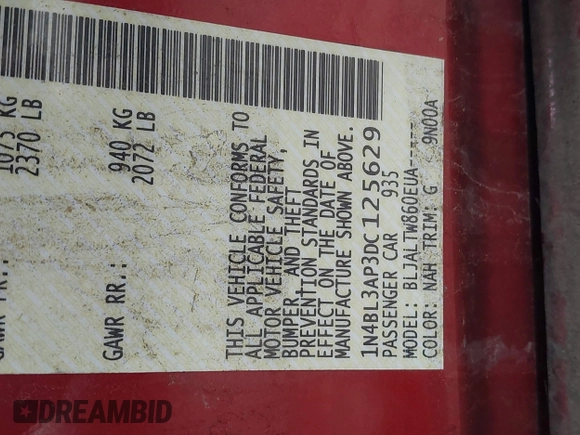 1075 KG
2370 LB
GAWR RR.:
940 KG
2072 LB
THIS VEHICLE CONFORMS TO
ALL APPLICABLE FEDERAL
MOTOR VEHICLE SAFETY,
BUMPER AND THEFT
PREVENTION STANDARDS IN
EFFECT ON THE DATE OF
MANUFACTURE SHOWN ABOVE.
1N4BL3AP3DC125629
PASSENGER CAR 935
MODEL: BLJALTW860EUA-----
COLOR: NAH TRIM: G 9N00A
DREAMBID